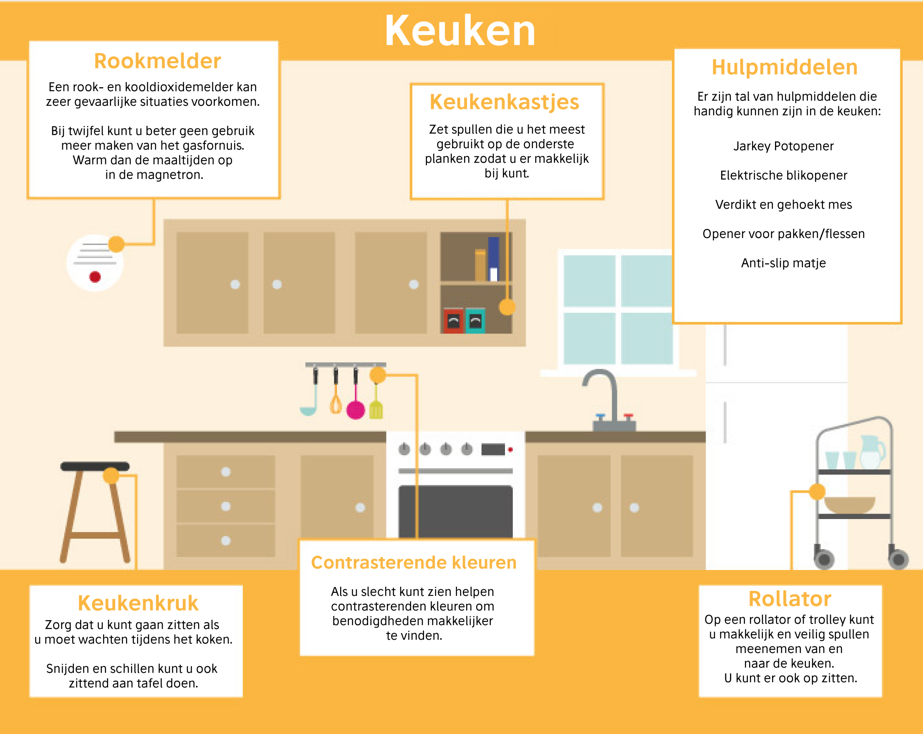 Keuken
Rookmelder
Een rook- en kooldioxidemelder kan
zeer gevaarlijke situaties voorkomen.
Bij twijfel kunt u beter geen gebruik
meer maken van het gasfornuis.
Warm dan de maaltijden op
in de magnetron.
Keukenkastjes
Zet spullen die u het meest
gebruikt op de onderste
planken zodat u er makkelijk
bij kunt.
Hulpmiddelen
Er zijn tal van hulpmiddelen die
handig kunnen zijn in de keuken:
Jarkey Potopener
Elektrische blikopener
Verdikt en gehoekt mes
Opener voor pakken/flessen
Anti-slip matje
Keukenkruk
Zorg dat u kunt gaan zitten als
u moet wachten tijdens het koken.
Snijden en schillen kunt u ook
zittend aan tafel doen.
Contrasterende kleuren
Als u slecht kunt zien helpen
contrasterenden kleuren om
benodigdheden makkelijker
te vinden.
Rollator
Op een rollator of trolley kunt
u makkelijk en veilig spullen
meenemen van en
naar de keuken.
U kunt er ook op zitten.